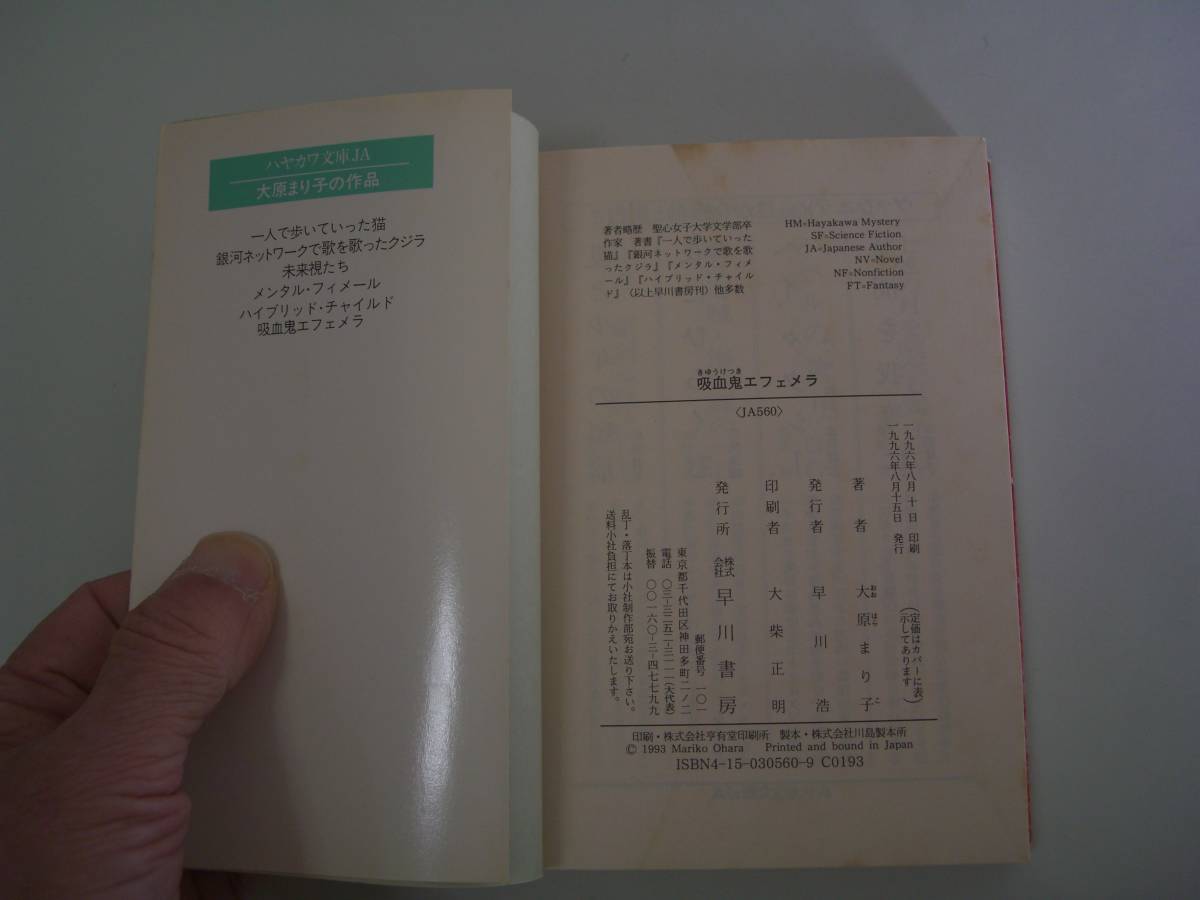 ハヤカワ文庫JA
大原まり子の作品
一人で歩いていった猫
銀河ネットワークで歌を歌ったクジラ
未来視たち
メンタル・フィメール
ハイブリッド・チャイルド
吸血鬼エフェメラ
著者略歴 聖心女子大学文学部卒
作家 著書『一人で歩いていった
猫』『銀河ネットワークで歌を歌
ったクジラ』『メンタル・フィメ
ール』『ハイブリッド・チャイル
ド』(以上早川書房刊)他多数
HM=Hayakawa Mystery
SF=Science Fiction
JA=Japanese Author
NV=Novel
NF=Nonfiction
FT=Fantasy
きゅうけつき
吸血鬼エフェメラ
〈JA560〉
一九九六年八月十日 印刷
一九九六年八月十五日 発行
(定価はカバーに表
示してあります)
著者 大原まり子
おお はら こ
発行者 早川浩
印刷者 大柴正明
発行所 株式会社 早川書房
郵便番号 一〇一
東京都千代田区神田多町二ノ二
電話 〇三-三二五二-三一一一(大代表)
振替 〇〇一六〇-三-四七七九九
乱丁・落丁本は小社制作部宛お送り下さい。
送料小社負担にてお取りかえいたします。
印刷・株式会社亨有堂印刷所 製本・株式会社川島製本所
© 1993 Mariko Ohara Printed and bound in Japan
ISBN4-15-030560-9 C0193